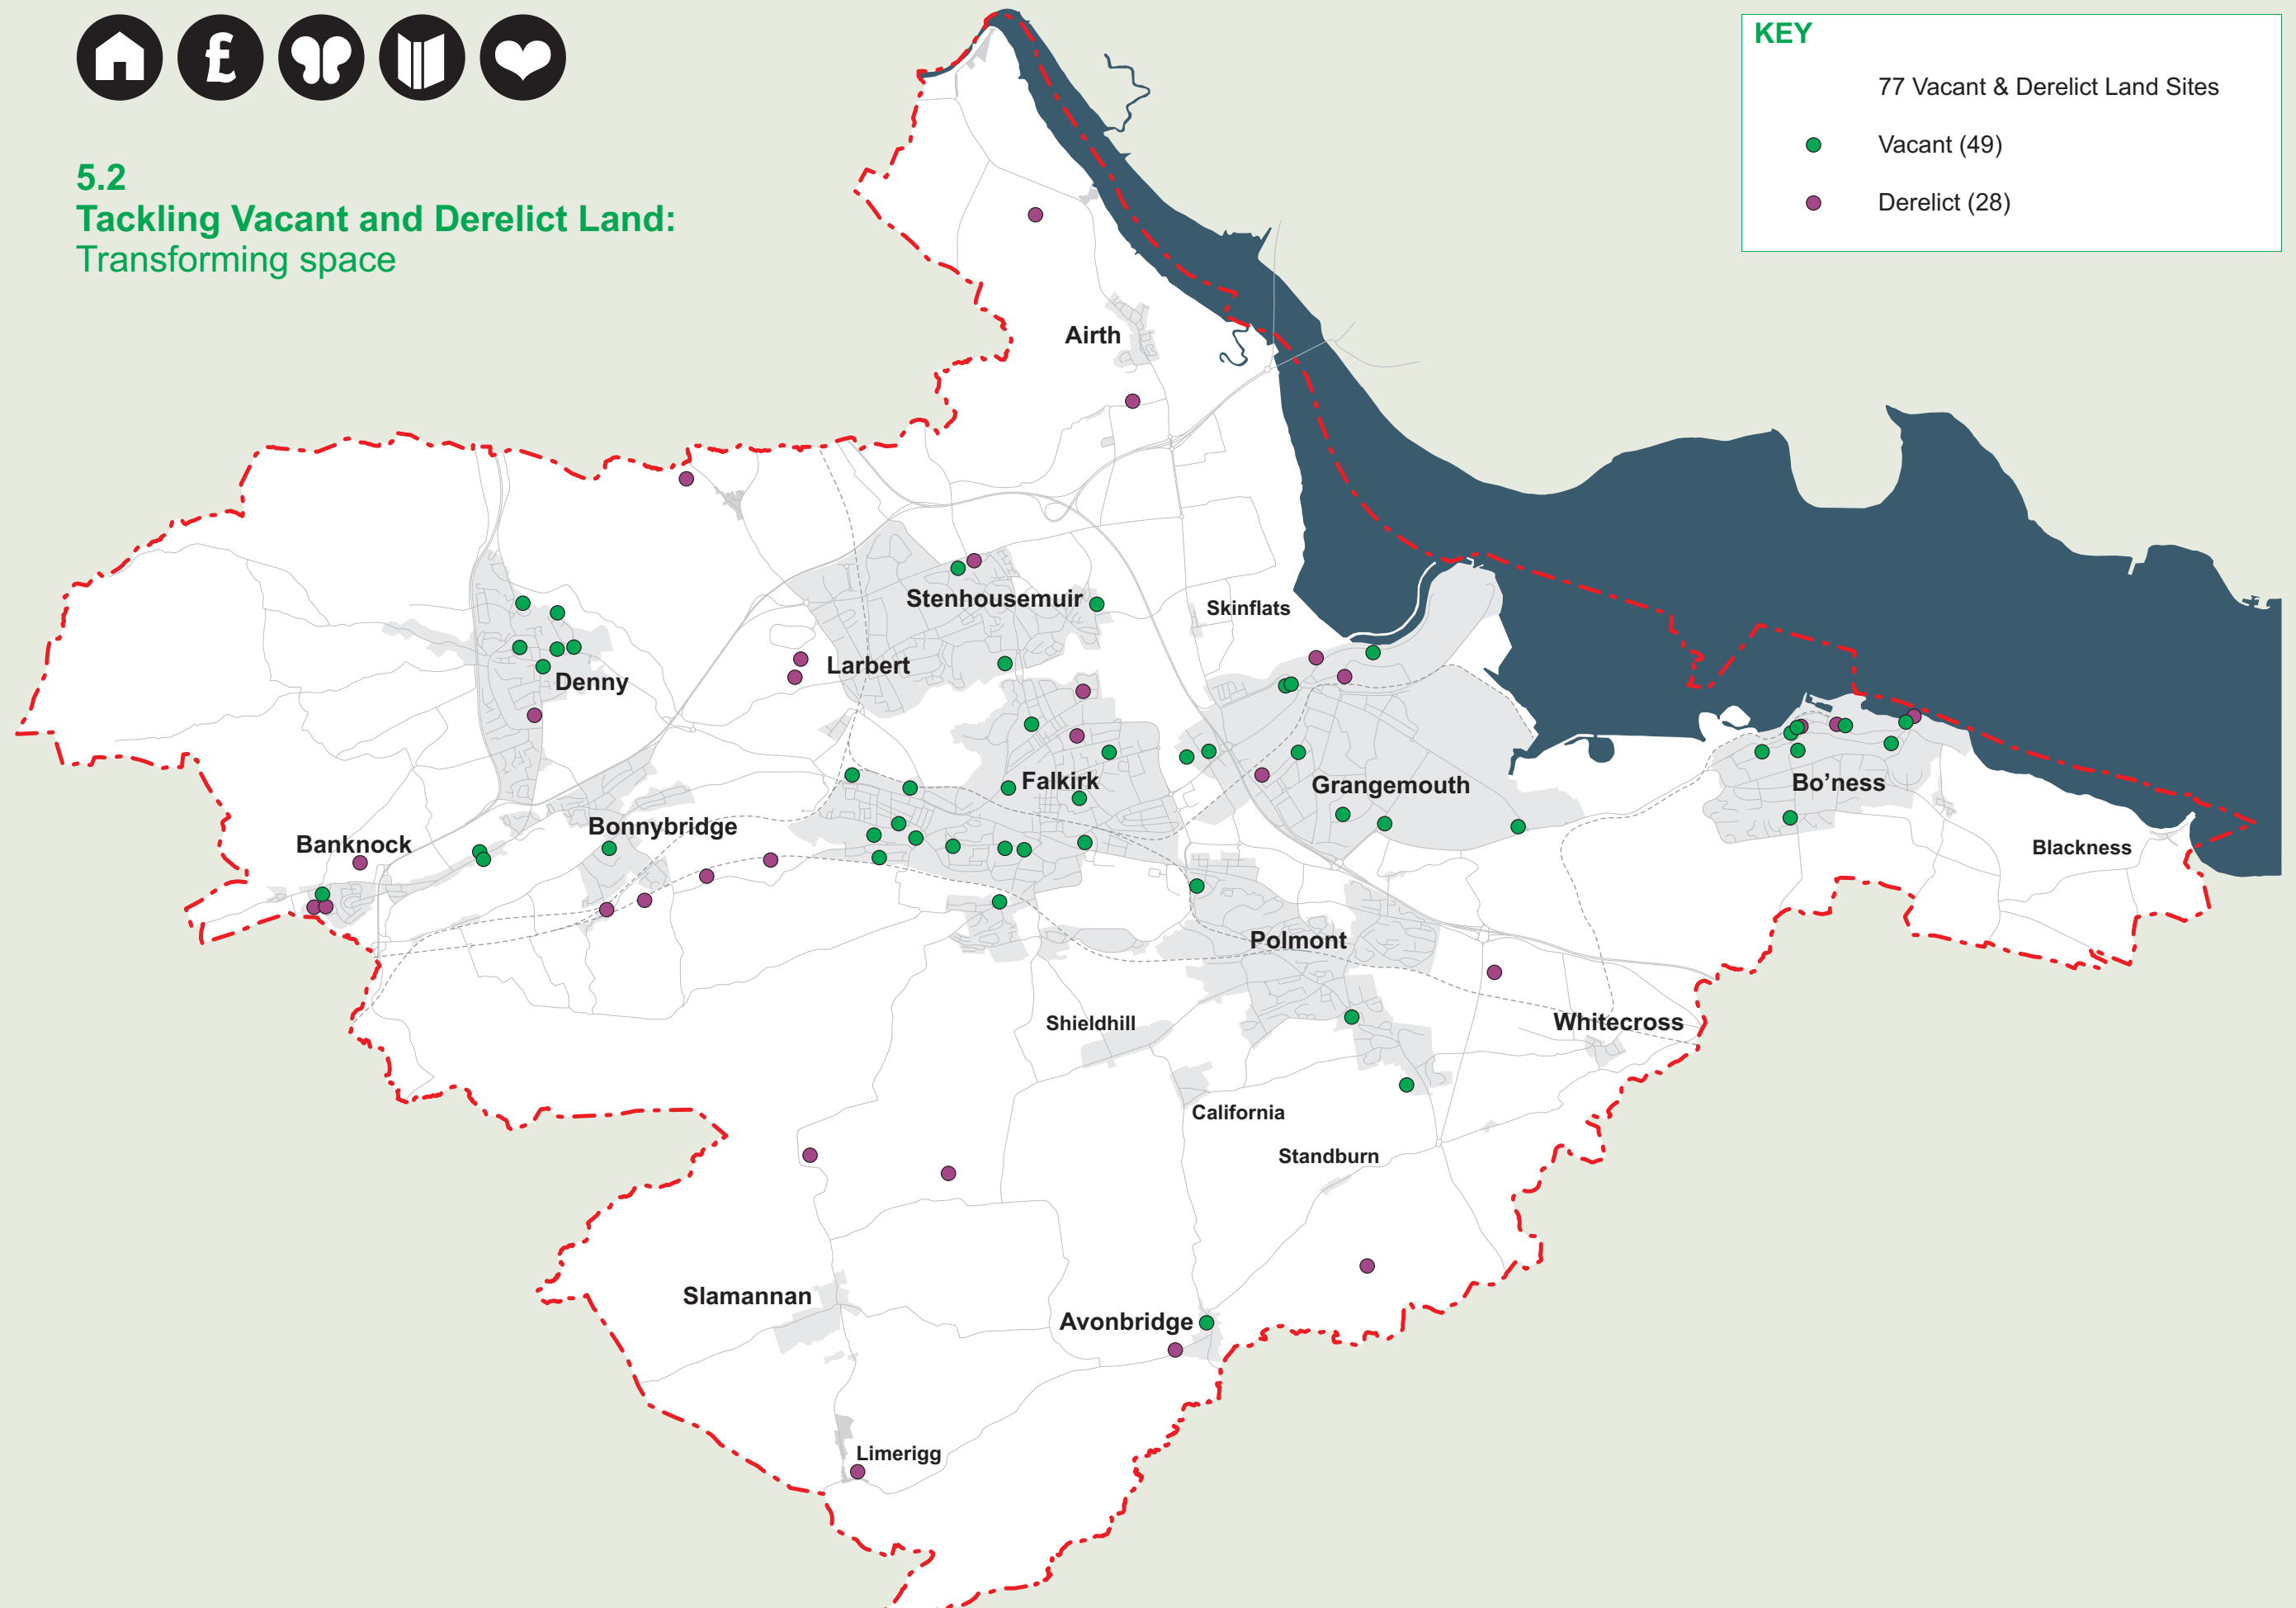 £
5.2
Tackling Vacant and Derelict Land:
Transforming space
KEY
77 Vacant & Derelict Land Sites
Vacant (49)
Derelict (28)
Airth
Stenhousemuir
Skinflats
Larbert
Denny
Falkirk
Grangemouth
Bo’ness
Bonnybridge
Banknock
Blackness
Polmont
Shieldhill
Whitecross
California
Standburn
Slamannan
Avonbridge
Limerigg